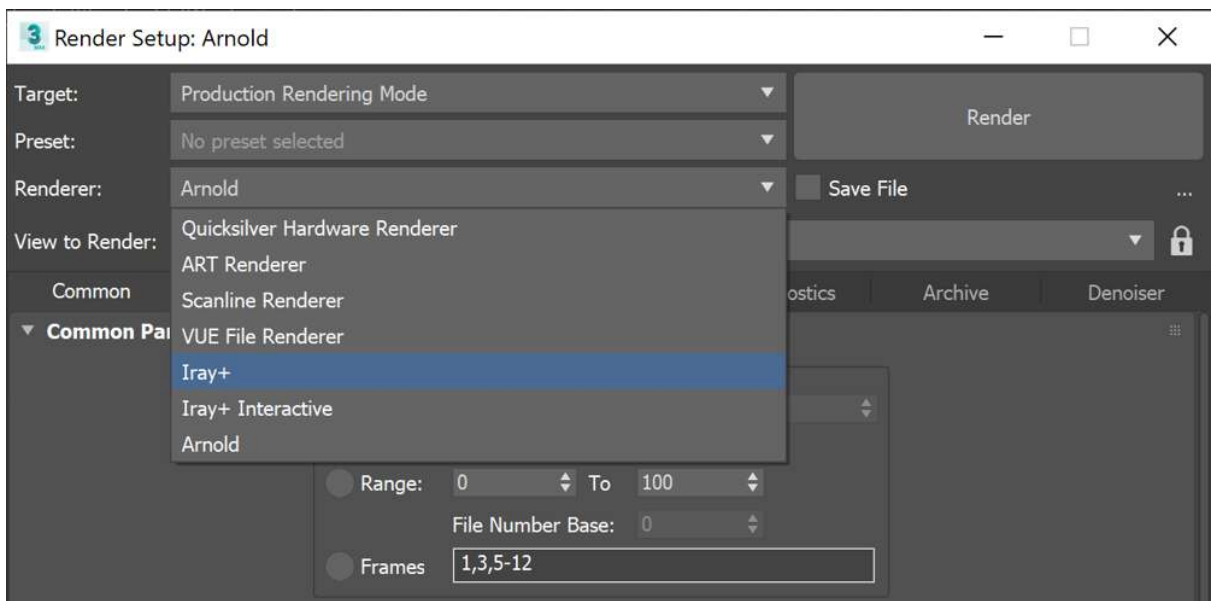 Render Setup: Arnold
Target: Production Rendering Mode
Render
Preset: No preset selected
Renderer: Arnold
Save File ...
Quicksilver Hardware Renderer
View to Render:
ART Renderer
Common
Scanline Renderer
ostics Archive Denoiser
Common Par
VUE File Renderer
Iray+
Iray+ Interactive
Arnold
Range: 0 To 100
File Number Base: 0
Frames 1,3,5-12